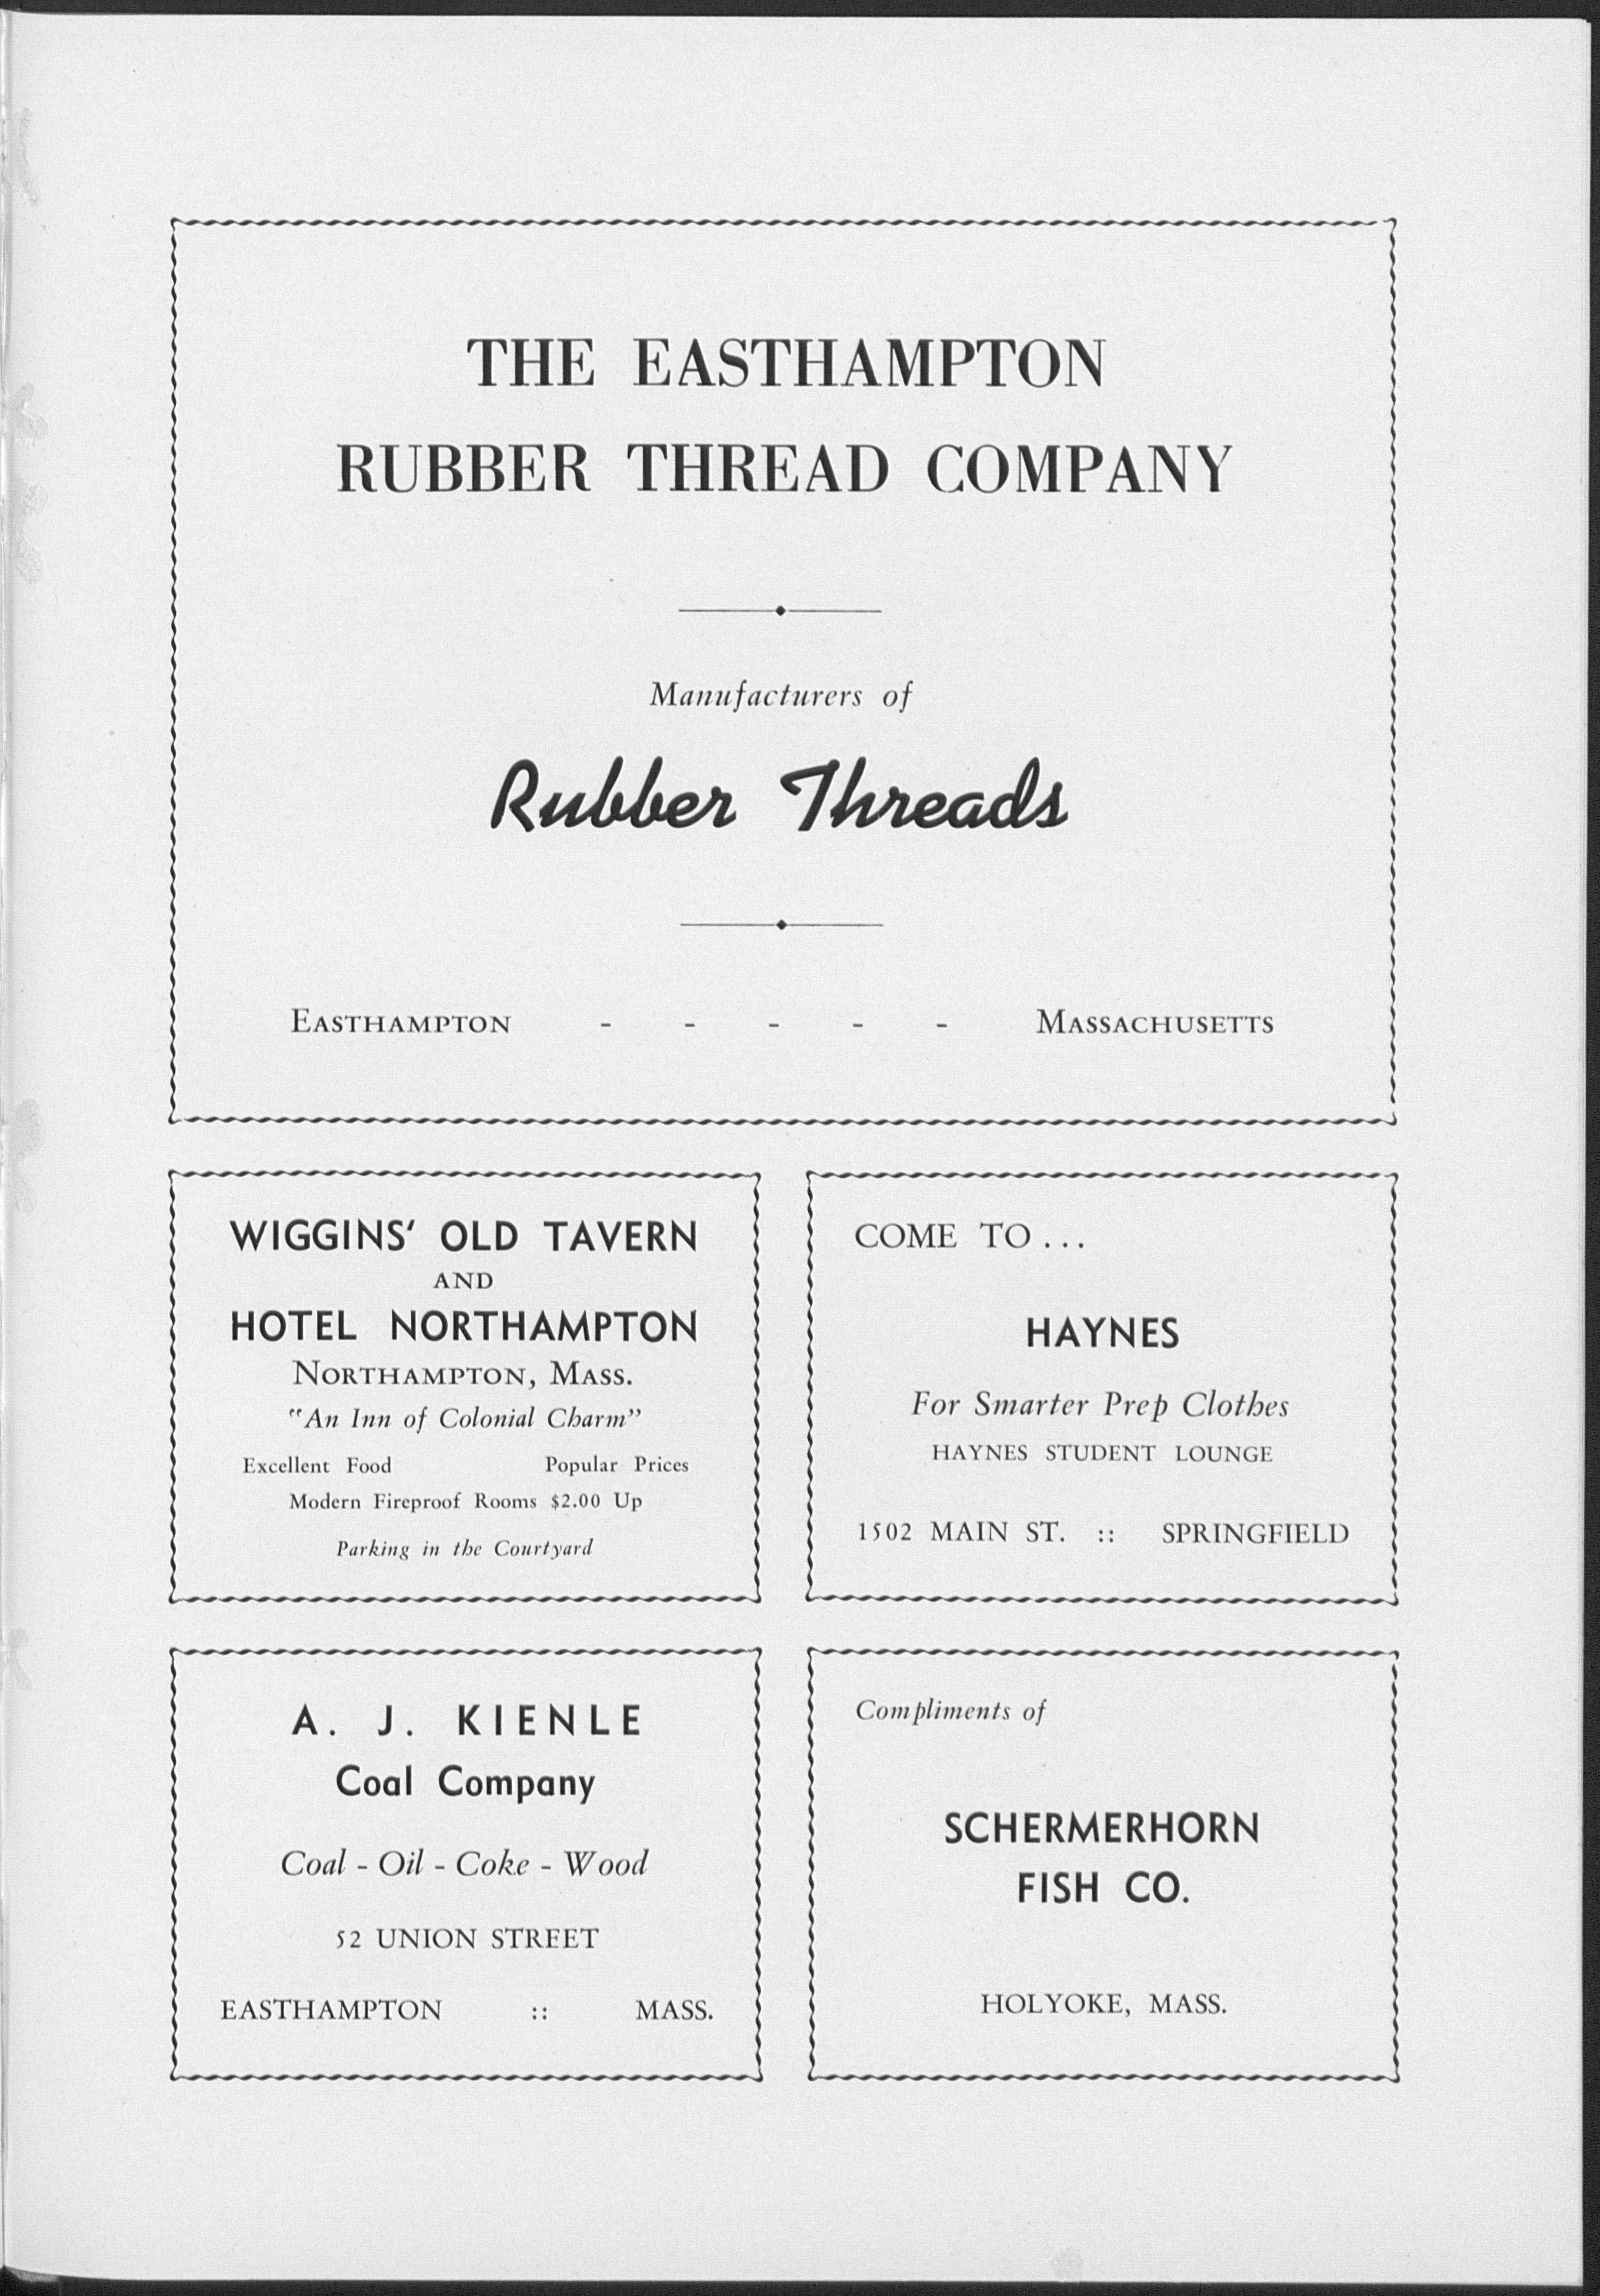 THE EASTHAMPTON
RUBBER THREAD COMPANY
Manufacturers of
Rubber Threads
EASTHAMPTON - - - - - MASSACHUSETTS
WIGGINS' OLD TAVERN
AND
HOTEL NORTHAMPTON
NORTHAMPTON, MASS.
"An Inn of Colonial Charm"
Excellent Food Popular Prices
Modern Fireproof Rooms $2.00 Up
Parking in the Courtyard
COME TO ...
HAYNES
For Smarter Prep Clothes
HAYNES STUDENT LOUNGE
1502 MAIN ST. :: SPRINGFIELD
A. J. KIENLE
Coal Company
Coal - Oil - Coke - Wood
52 UNION STREET
EASTHAMPTON :: MASS.
Compliments of
SCHERMERHORN
FISH CO.
HOLYOKE, MASS.